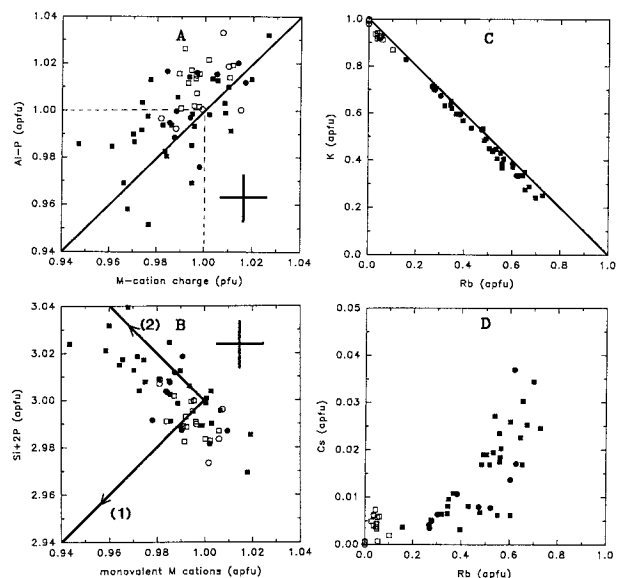 A
1.04
1.02
1.00
0.98
0.96
0.94
Al-P (apfu)
0.94 0.96 0.98 1.00 1.02 1.04
M-cation charge (pfu)
C
1.0
0.8
0.6
0.4
0.2
0.0
K (apfu)
0.0 0.2 0.4 0.6 0.8 1.0
Rb (apfu)
B
(2)
(1)
3.04
3.02
3.00
2.98
2.96
2.94
Si+2P (apfu)
0.94 0.96 0.98 1.00 1.02 1.04
monovalent M cations (apfu)
D
0.05
0.04
0.03
0.02
0.01
0.00
Cs (apfu)
0.0 0.2 0.4 0.6 0.8 1.0
Rb (apfu)